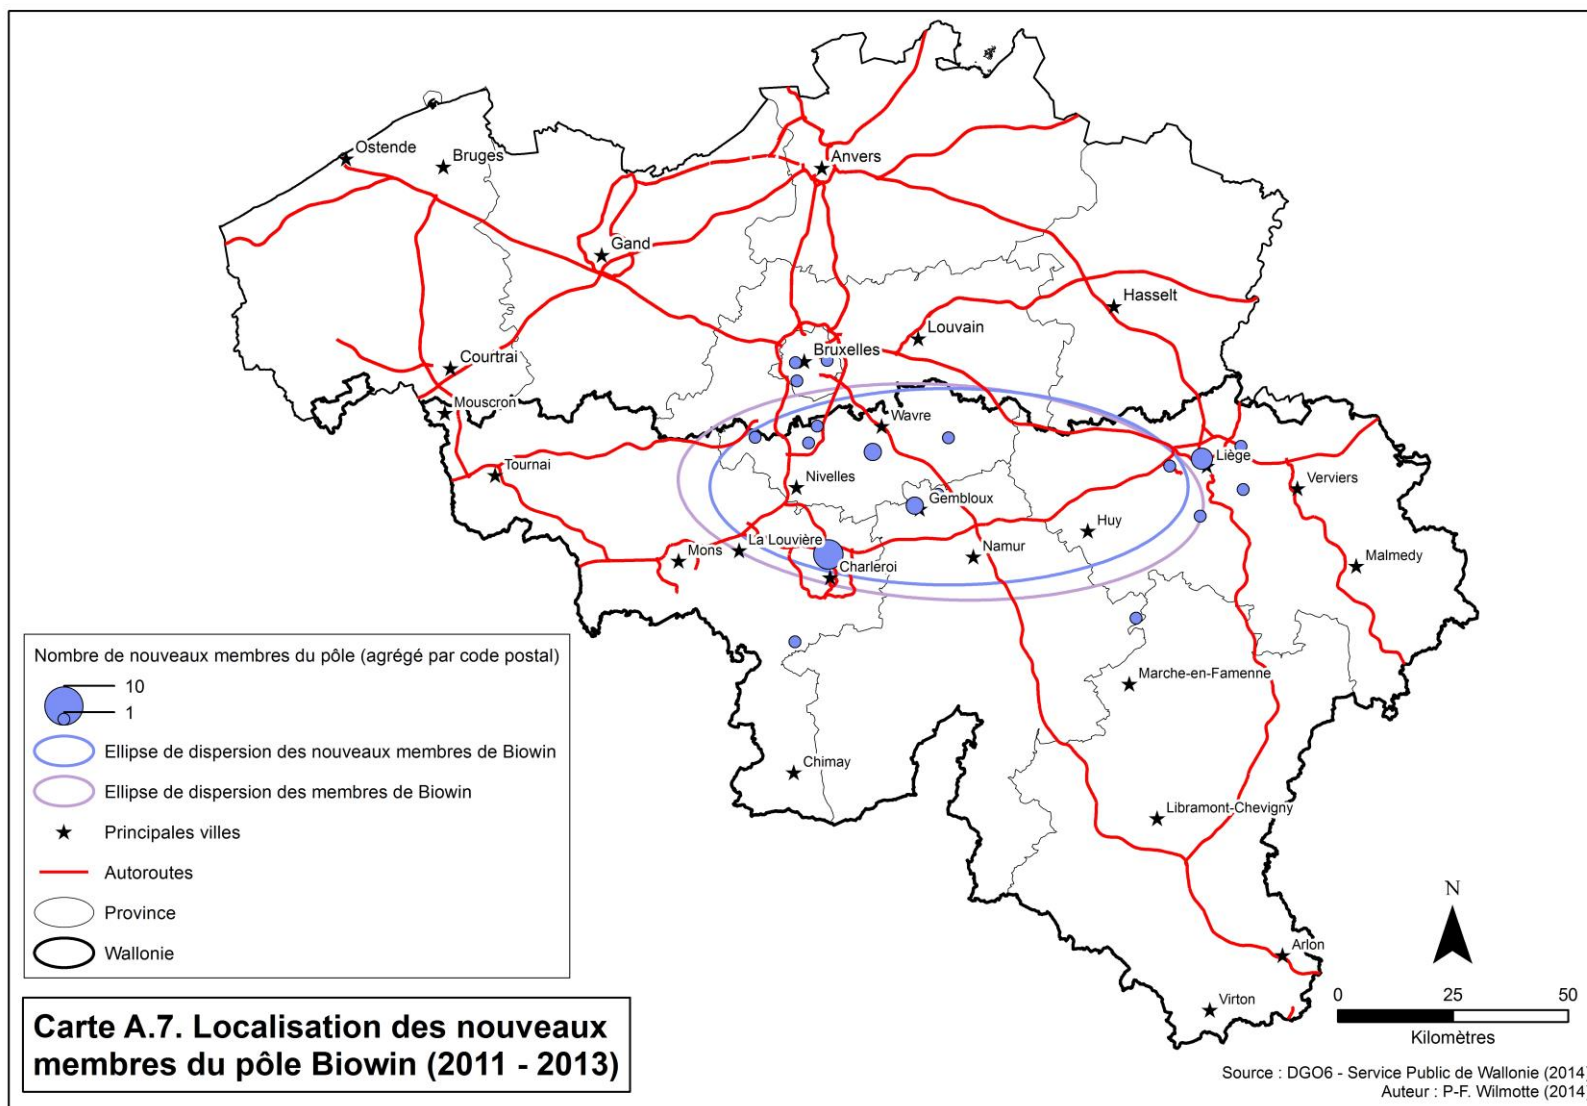 Ostende
Bruges
Anvers
Gand
Hasselt
Louvain
Bruxelles
Courtrai
Mouscron
Wavre
Tournai
Liège
Nivelles
Verviers
Gembloux
Huy
La Louvière
Mons
Namur
Charleroi
Malmedy
Marche-en-Famenne
Chimay
Libramont-Chevigny
Arlon
Virton
Nombre de nouveaux membres du pôle (agrégé par code postal)
10
1
Ellipse de dispersion des nouveaux membres de Biowin
Ellipse de dispersion des membres de Biowin
Principales villes
Autoroutes
Province
Wallonie
N
0 25 50
Kilomètres
Carte A.7. Localisation des nouveaux
membres du pôle Biowin (2011 - 2013)
Source : DGO6 - Service Public de Wallonie (2014)
Auteur : P-F. Wilmotte (2014)